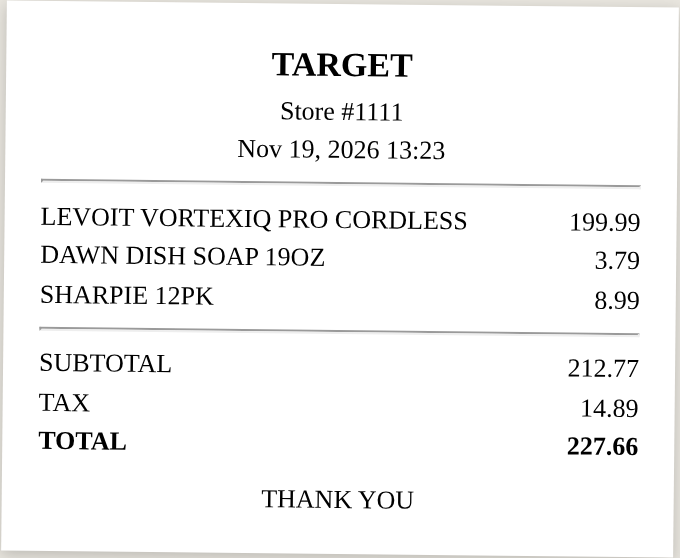 TARGET
Store #1111
Nov 19, 2026 13:23
LEVOIT VORTEXIQ PRO CORDLESS 199.99
DAWN DISH SOAP 19OZ 3.79
SHARPIE 12PK 8.99
SUBTOTAL 212.77
TAX 14.89
TOTAL 227.66
THANK YOU